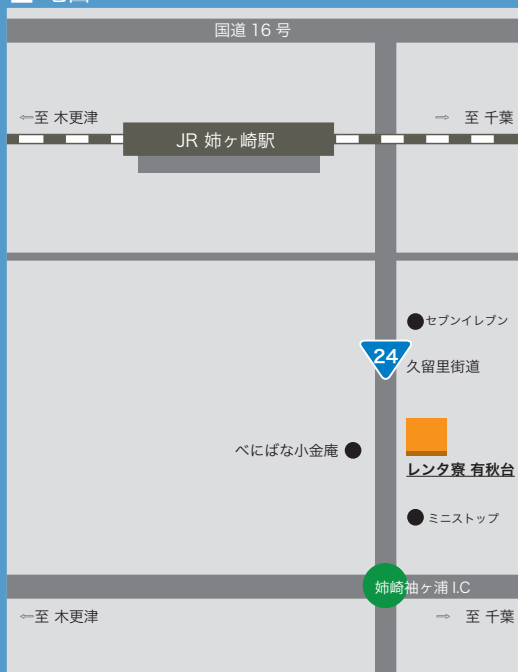 国道 16 号
⇦至 木更津
⇨ 至 千葉
JR 姉ヶ崎駅
セブンイレブン
24
久留里街道
べにばな小金庵
レンタ寮 有秋台
ミニストップ
姉崎袖ヶ浦 I.C
⇦至 木更津
⇨ 至 千葉